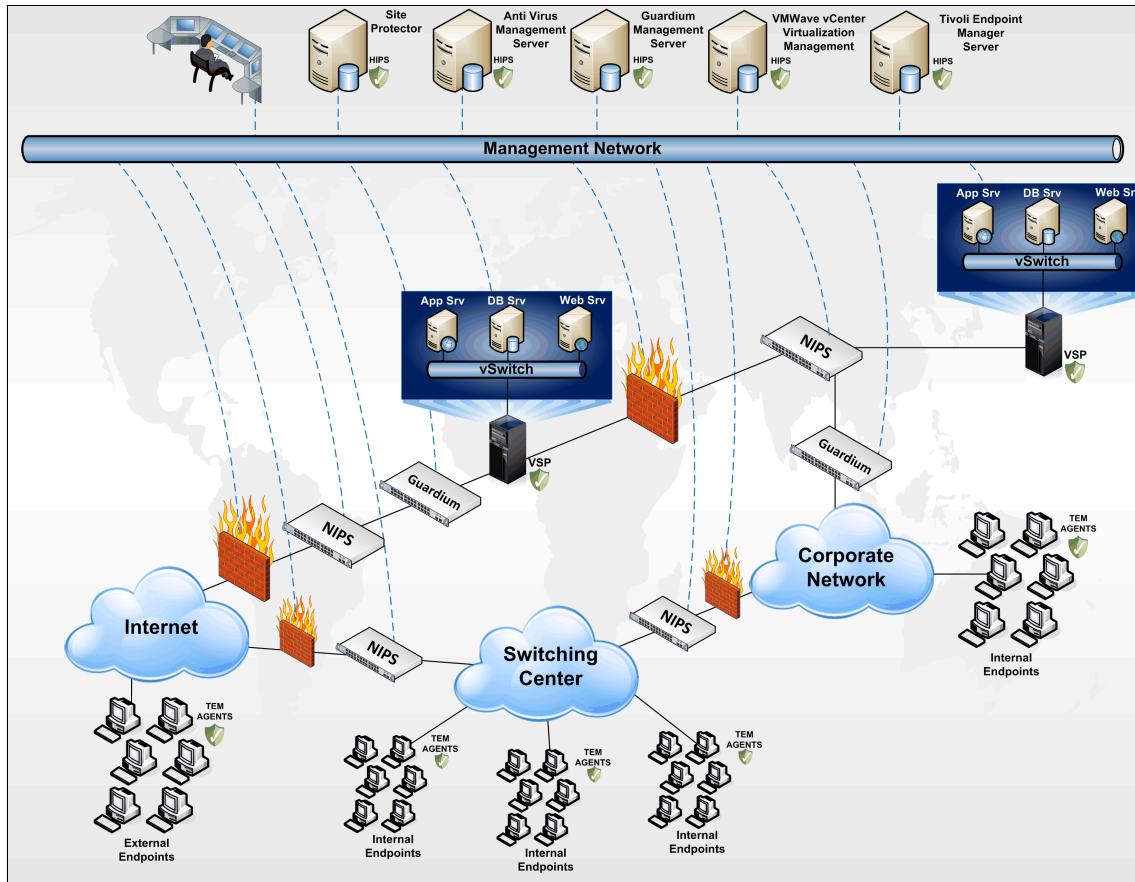 Site
Protector
HIPS
Anti Virus
Management
Server
HIPS
Guardium
Management
Server
HIPS
VMWave vCenter
Virtualization
Management
HIPS
Tivoli Endpoint
Manager
Server
HIPS
Management Network
App Srv DB Srv Web Sr
vSwitch
VSP
App Srv DB Srv Web Srv
vSwitch
VSP
NIPS
Guardium
Guardium
NIPS
Corporate
Network
TEM
AGENTS
Internal
Endpoints
Internet
NIPS
Switching
Center
NIPS
TEM
AGENTS
External
Endpoints
TEM
AGENTS
Internal
Endpoints
TEM
AGENTS
Internal
Endpoints
TEM
AGENTS
Internal
Endpoints